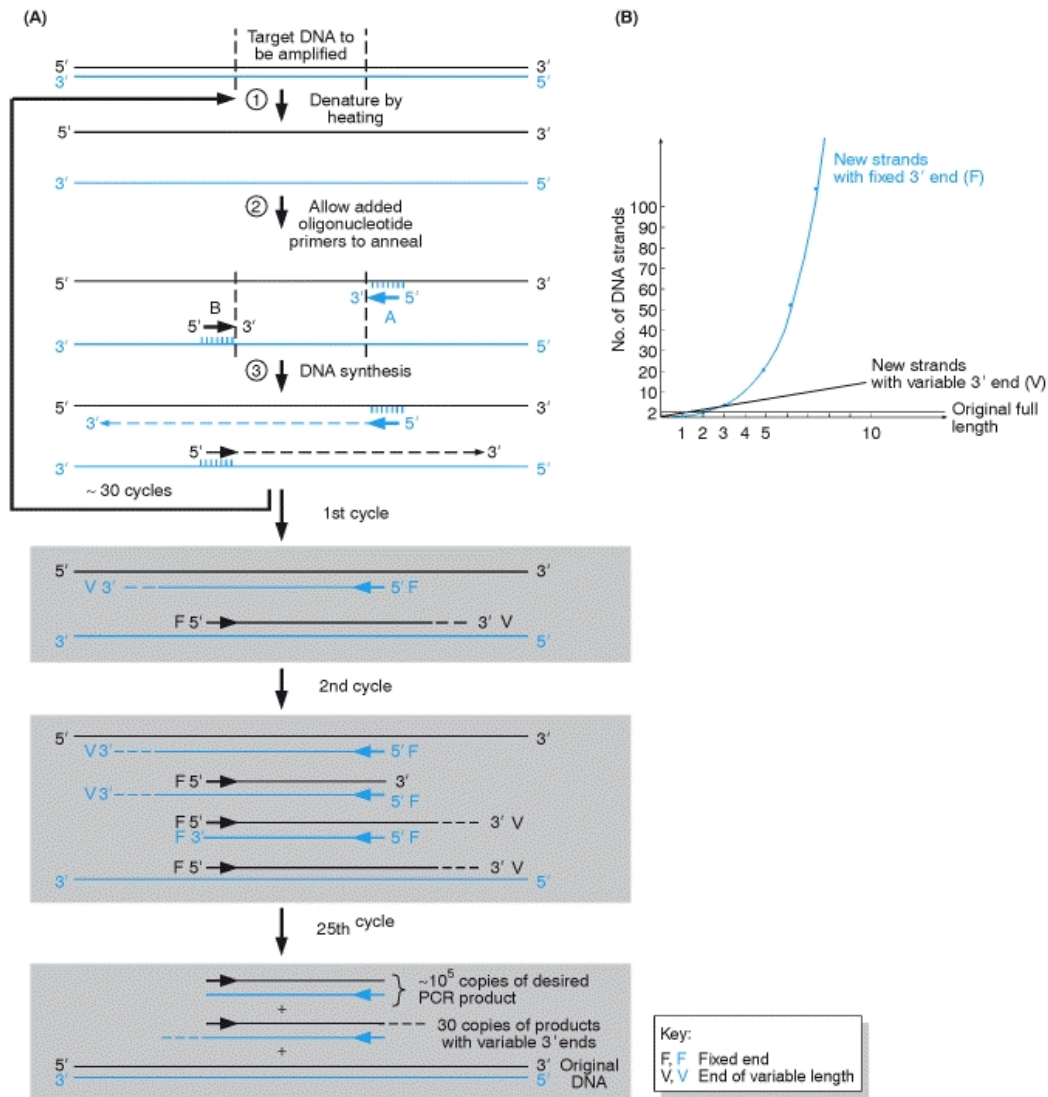 (A)
Target DNA to
be amplified
5′ 3′
3′ 5′
1 Denature by
heating
5′ 3′
3′ 5′
2 Allow added
oligonucleotide
primers to anneal
5′ 3′
3′ 5′
A
B
5′ 3′
3′ 5′
3 DNA synthesis
5′ 3′
3′ 5′
5′ 3′
3′ 5′
~ 30 cycles
1st cycle
5′ 3′
V 3′ 5′ F
F 5′ 3′ V
3′ 5′
2nd cycle
5′ 3′
V 3′ 5′ F
F 5′ 3′
V 3′ 5′ F
F 5′ 3′ V
F 3′ 5′ F
F 5′ 3′ V
3′ 5′
25th cycle
~10⁵ copies of desired
PCR product
+
30 copies of products
with variable 3′ ends
+
5′ 3′ Original
3′ 5′ DNA
(B)
New strands
with fixed 3′ end (F)
No. of DNA strands
100
90
80
70
60
50
40
30
20
10
2
New strands
with variable 3′ end (V)
Original full
length
1 2 3 4 5 10
Key:
F, F Fixed end
V, V End of variable length